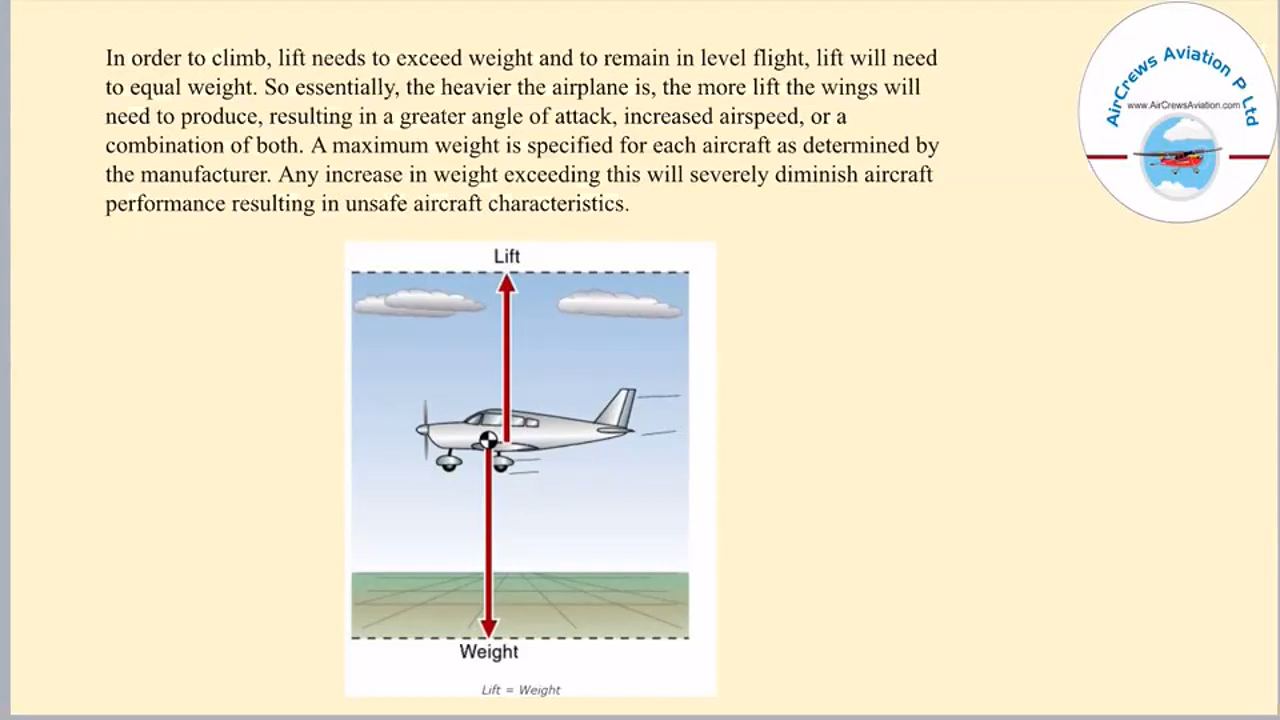 In order to climb, lift needs to exceed weight and to remain in level flight, lift will need
to equal weight. So essentially, the heavier the airplane is, the more lift the wings will
need to produce, resulting in a greater angle of attack, increased airspeed, or a
combination of both. A maximum weight is specified for each aircraft as determined by
the manufacturer. Any increase in weight exceeding this will severely diminish aircraft
performance resulting in unsafe aircraft characteristics.
AirCrews Aviation P Ltd
www.AirCrewsAviation.com
Lift
Weight
Lift = Weight